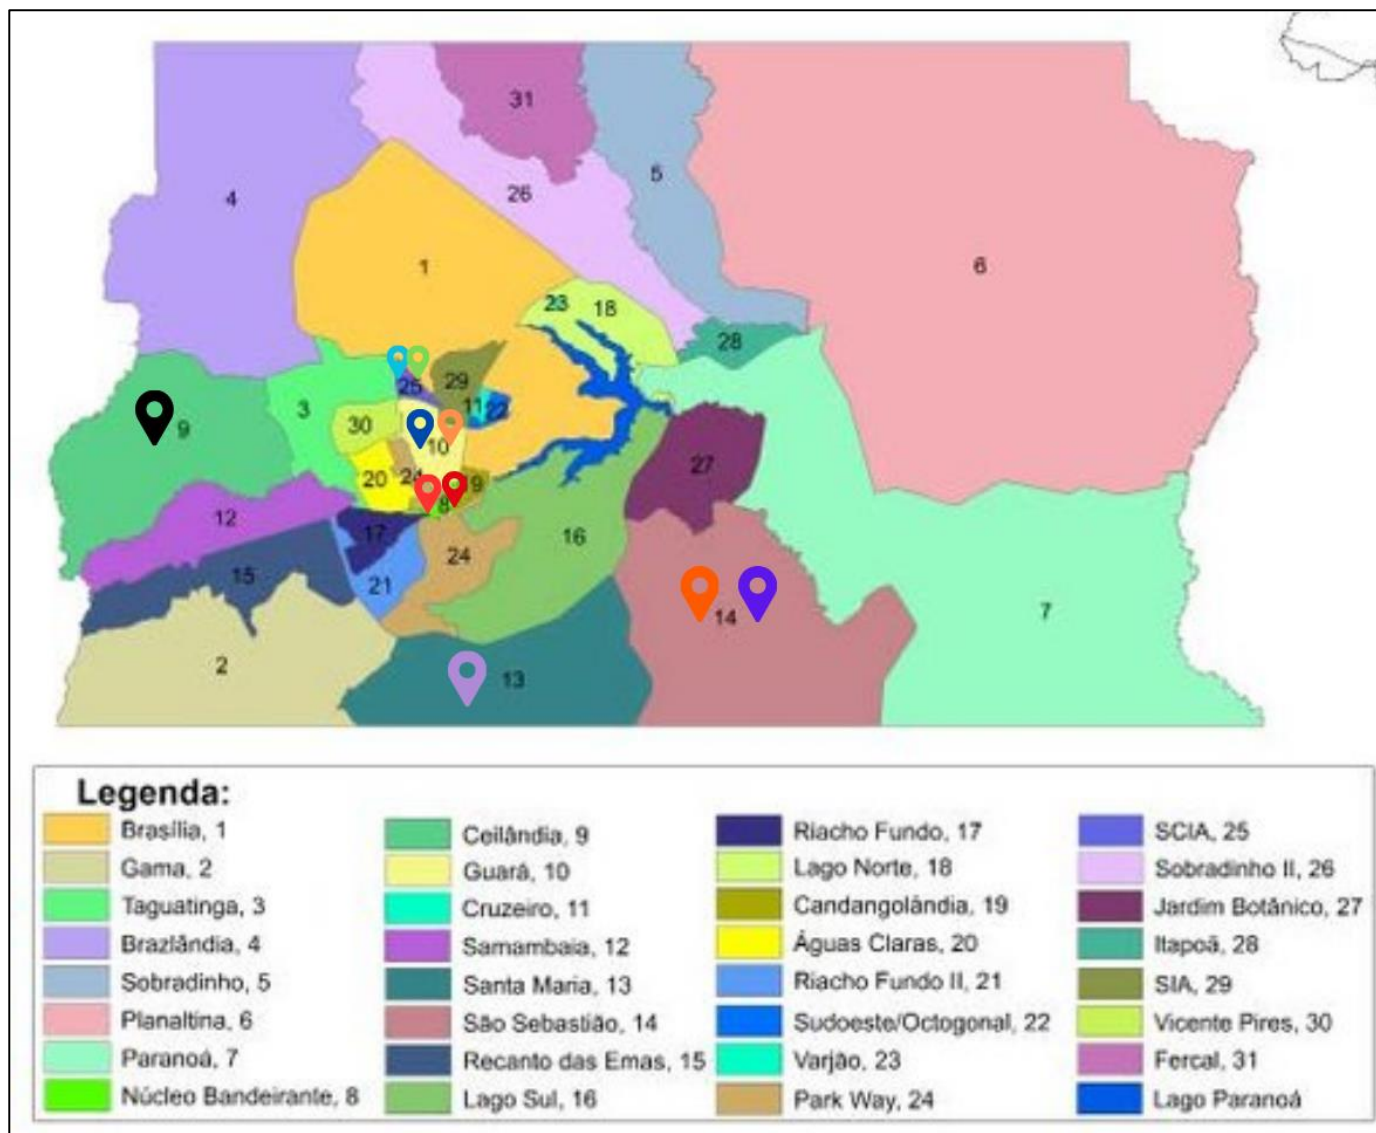 31
5
4
26
6
1
23
18
28
25
29
11
22
3
30
9
10
27
20
24
19
8
12
17
16
24
15
21
14
7
2
13
Legenda:
Brasília, 1
Gama, 2
Taguatinga, 3
Brazlândia, 4
Sobradinho, 5
Planaltina, 6
Paranoá, 7
Núcleo Bandeirante, 8
Ceilândia, 9
Guará, 10
Cruzeiro, 11
Samambaia, 12
Santa Maria, 13
São Sebastião, 14
Recanto das Emas, 15
Lago Sul, 16
Riacho Fundo, 17
Lago Norte, 18
Candangolândia, 19
Águas Claras, 20
Riacho Fundo II, 21
Sudoeste/Octogonal, 22
Varjão, 23
Park Way, 24
SCIA, 25
Sobradinho II, 26
Jardim Botânico, 27
Itapoã, 28
SIA, 29
Vicente Pires, 30
Fercal, 31
Lago Paranoá